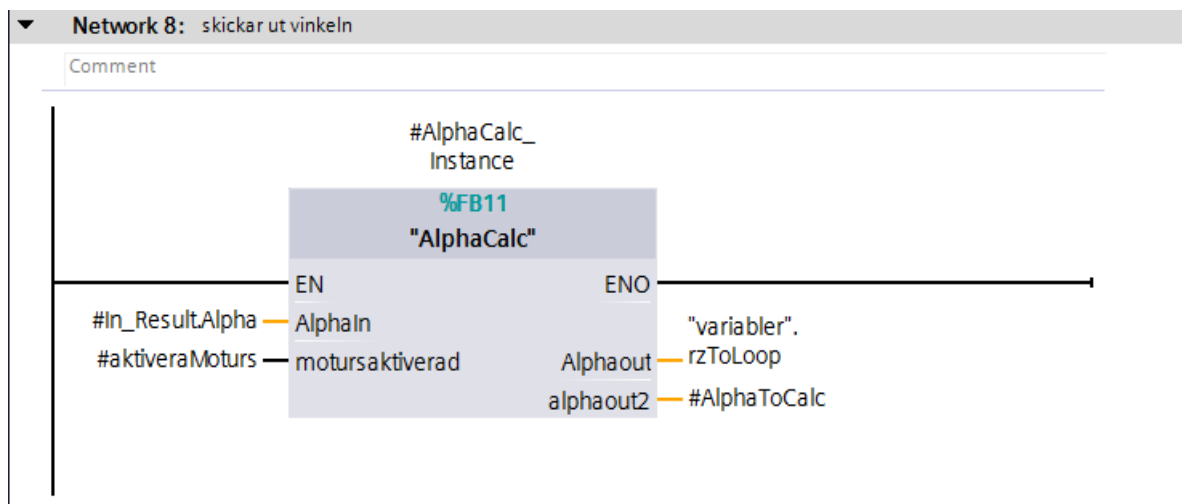 Network 8: skickar ut vinkeln
Comment
#AlphaCalc_
Instance
%FB11
"AlphaCalc"
EN ENO
#In_Result.Alpha AlphaIn
"variabler".
rzToLoop
#aktiveraMoturs motursaktiverad Alphaout
alphaout2 #AlphaToCalc